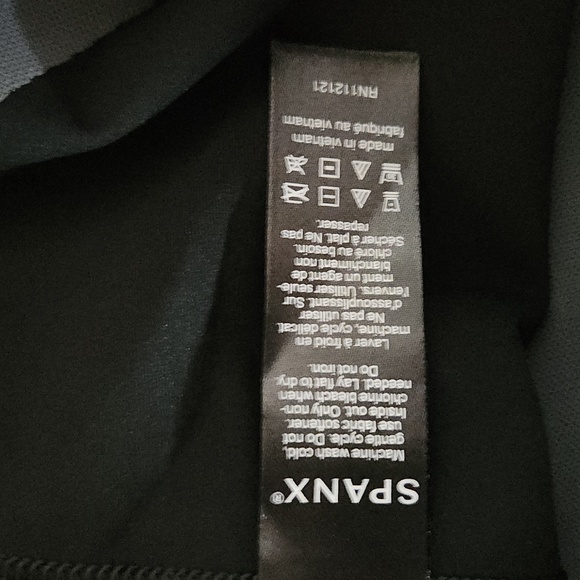 SPANX®
Machine wash cold,
gentle cycle. Do not
use fabric softener.
Inside out. Only non-
chlorine bleach when
needed. Lay flat to dry.
Do not iron.
Laver à froid en
machine, cycle délicat.
Ne pas utiliser
d'assouplissant. Sur
l'envers. Utiliser seule-
ment un agent de
blanchiment non
chloré au besoin.
Sécher à plat. Ne pas
repasser.
made in vietnam
fabriqué au vietnam
RN112121